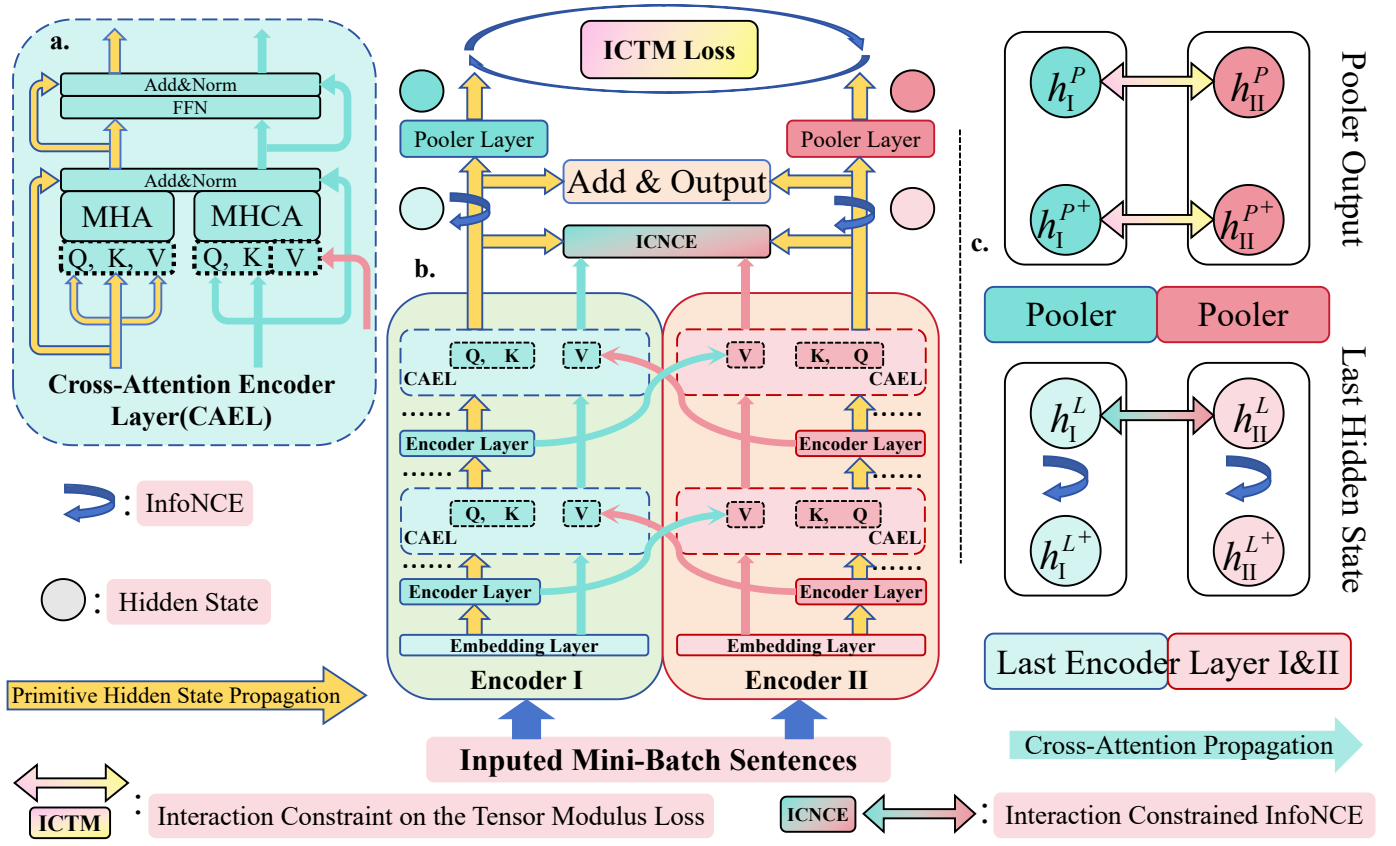 a.
Add&Norm
FFN
Add&Norm
MHA
MHCA
Q, K, V
Q, K
V
Cross-Attention Encoder
Layer(CAEL)
: InfoNCE
: Hidden State
Primitive Hidden State Propagation
ICTM
: Interaction Constraint on the Tensor Modulus Loss
ICTM Loss
Pooler Layer
Pooler Layer
Add & Output
ICNCE
b.
Q, K
V
V
K, Q
CAEL
CAEL
......
......
Encoder Layer
Encoder Layer
......
......
Q, K
V
V
K, Q
CAEL
CAEL
......
......
Encoder Layer
Encoder Layer
Embedding Layer
Embedding Layer
Encoder I
Encoder II
Inputed Mini-Batch Sentences
c.
h_I^P
h_II^P
h_I^P+
h_II^P+
Pooler Output
Pooler
Pooler
h_I^L
h_II^L
h_I^L+
h_II^L+
Last Hidden State
Last Encoder Layer I&II
Cross-Attention Propagation
ICNCE
: Interaction Constrained InfoNCE